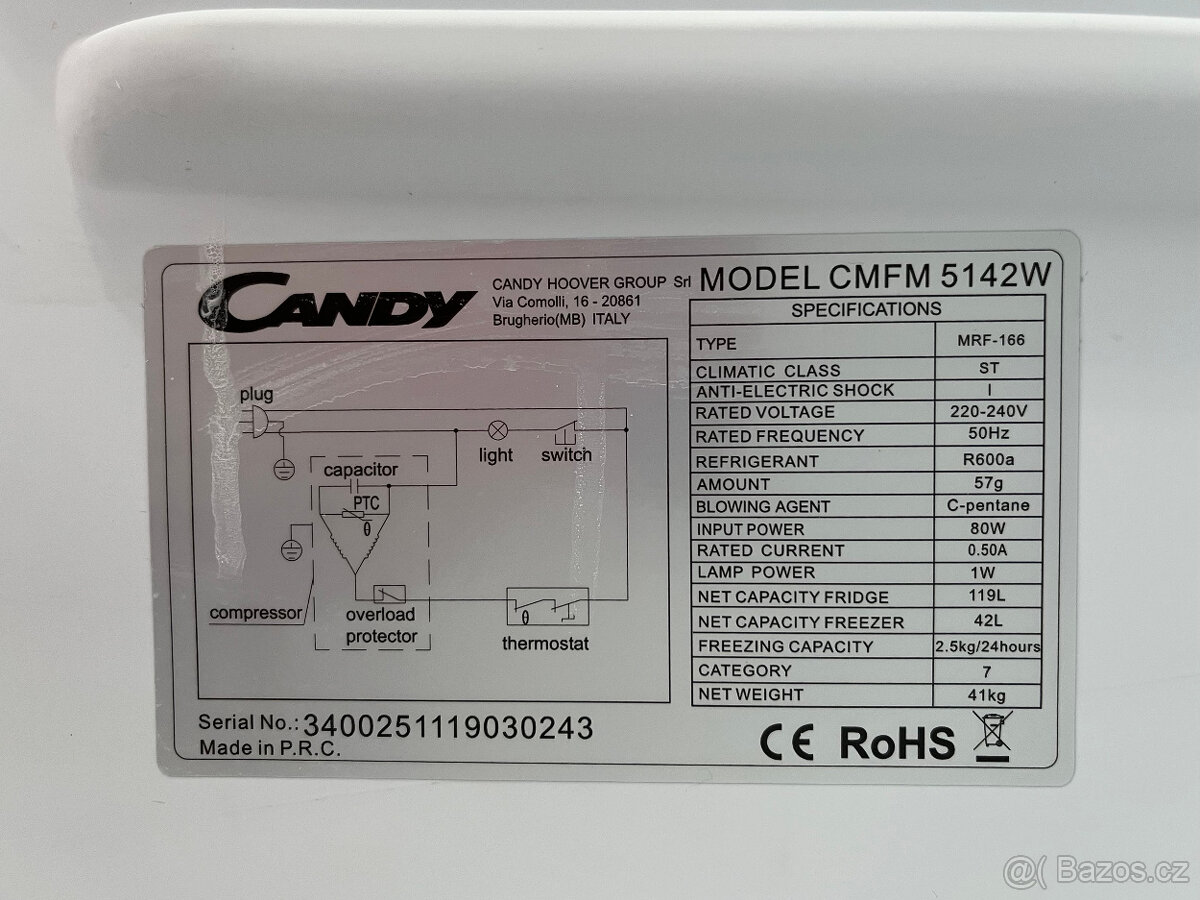 CANDY
CANDY HOOVER GROUP Srl
Via Comolli, 16 - 20861
Brugherio(MB) ITALY
MODEL CMFM 5142W
SPECIFICATIONS
TYPE MRF-166
CLIMATIC CLASS ST
ANTI-ELECTRIC SHOCK I
RATED VOLTAGE 220-240V
RATED FREQUENCY 50Hz
REFRIGERANT R600a
AMOUNT 57g
BLOWING AGENT C-pentane
INPUT POWER 80W
RATED CURRENT 0.50A
LAMP POWER 1W
NET CAPACITY FRIDGE 119L
NET CAPACITY FREEZER 42L
FREEZING CAPACITY 2.5kg/24hours
CATEGORY 7
NET WEIGHT 41kg
plug
light
switch
capacitor
PTC
θ
compressor
overload
protector
θ
thermostat
Serial No.: 3400251119030243
Made in P.R.C.
CE RoHS
@( Bazos.cz